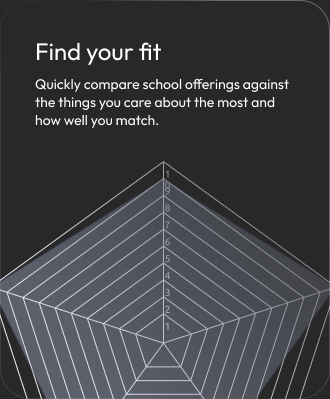 Find your fit
Quickly compare school offerings against
the things you care about the most and
how well you match.
10
9
8
7
6
5
4
3
2
1